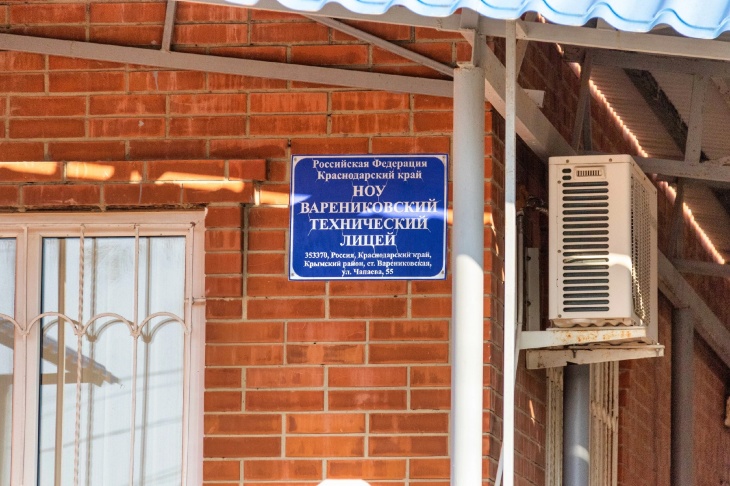 Российская Федерация
Краснодарский край
НОУ
ВАРЕНИКОВСКИЙ
ТЕХНИЧЕСКИЙ
ЛИЦЕЙ
353370, Россия, Краснодарский край,
Крымский район, ст. Варениковская,
ул. Чапаева, 55